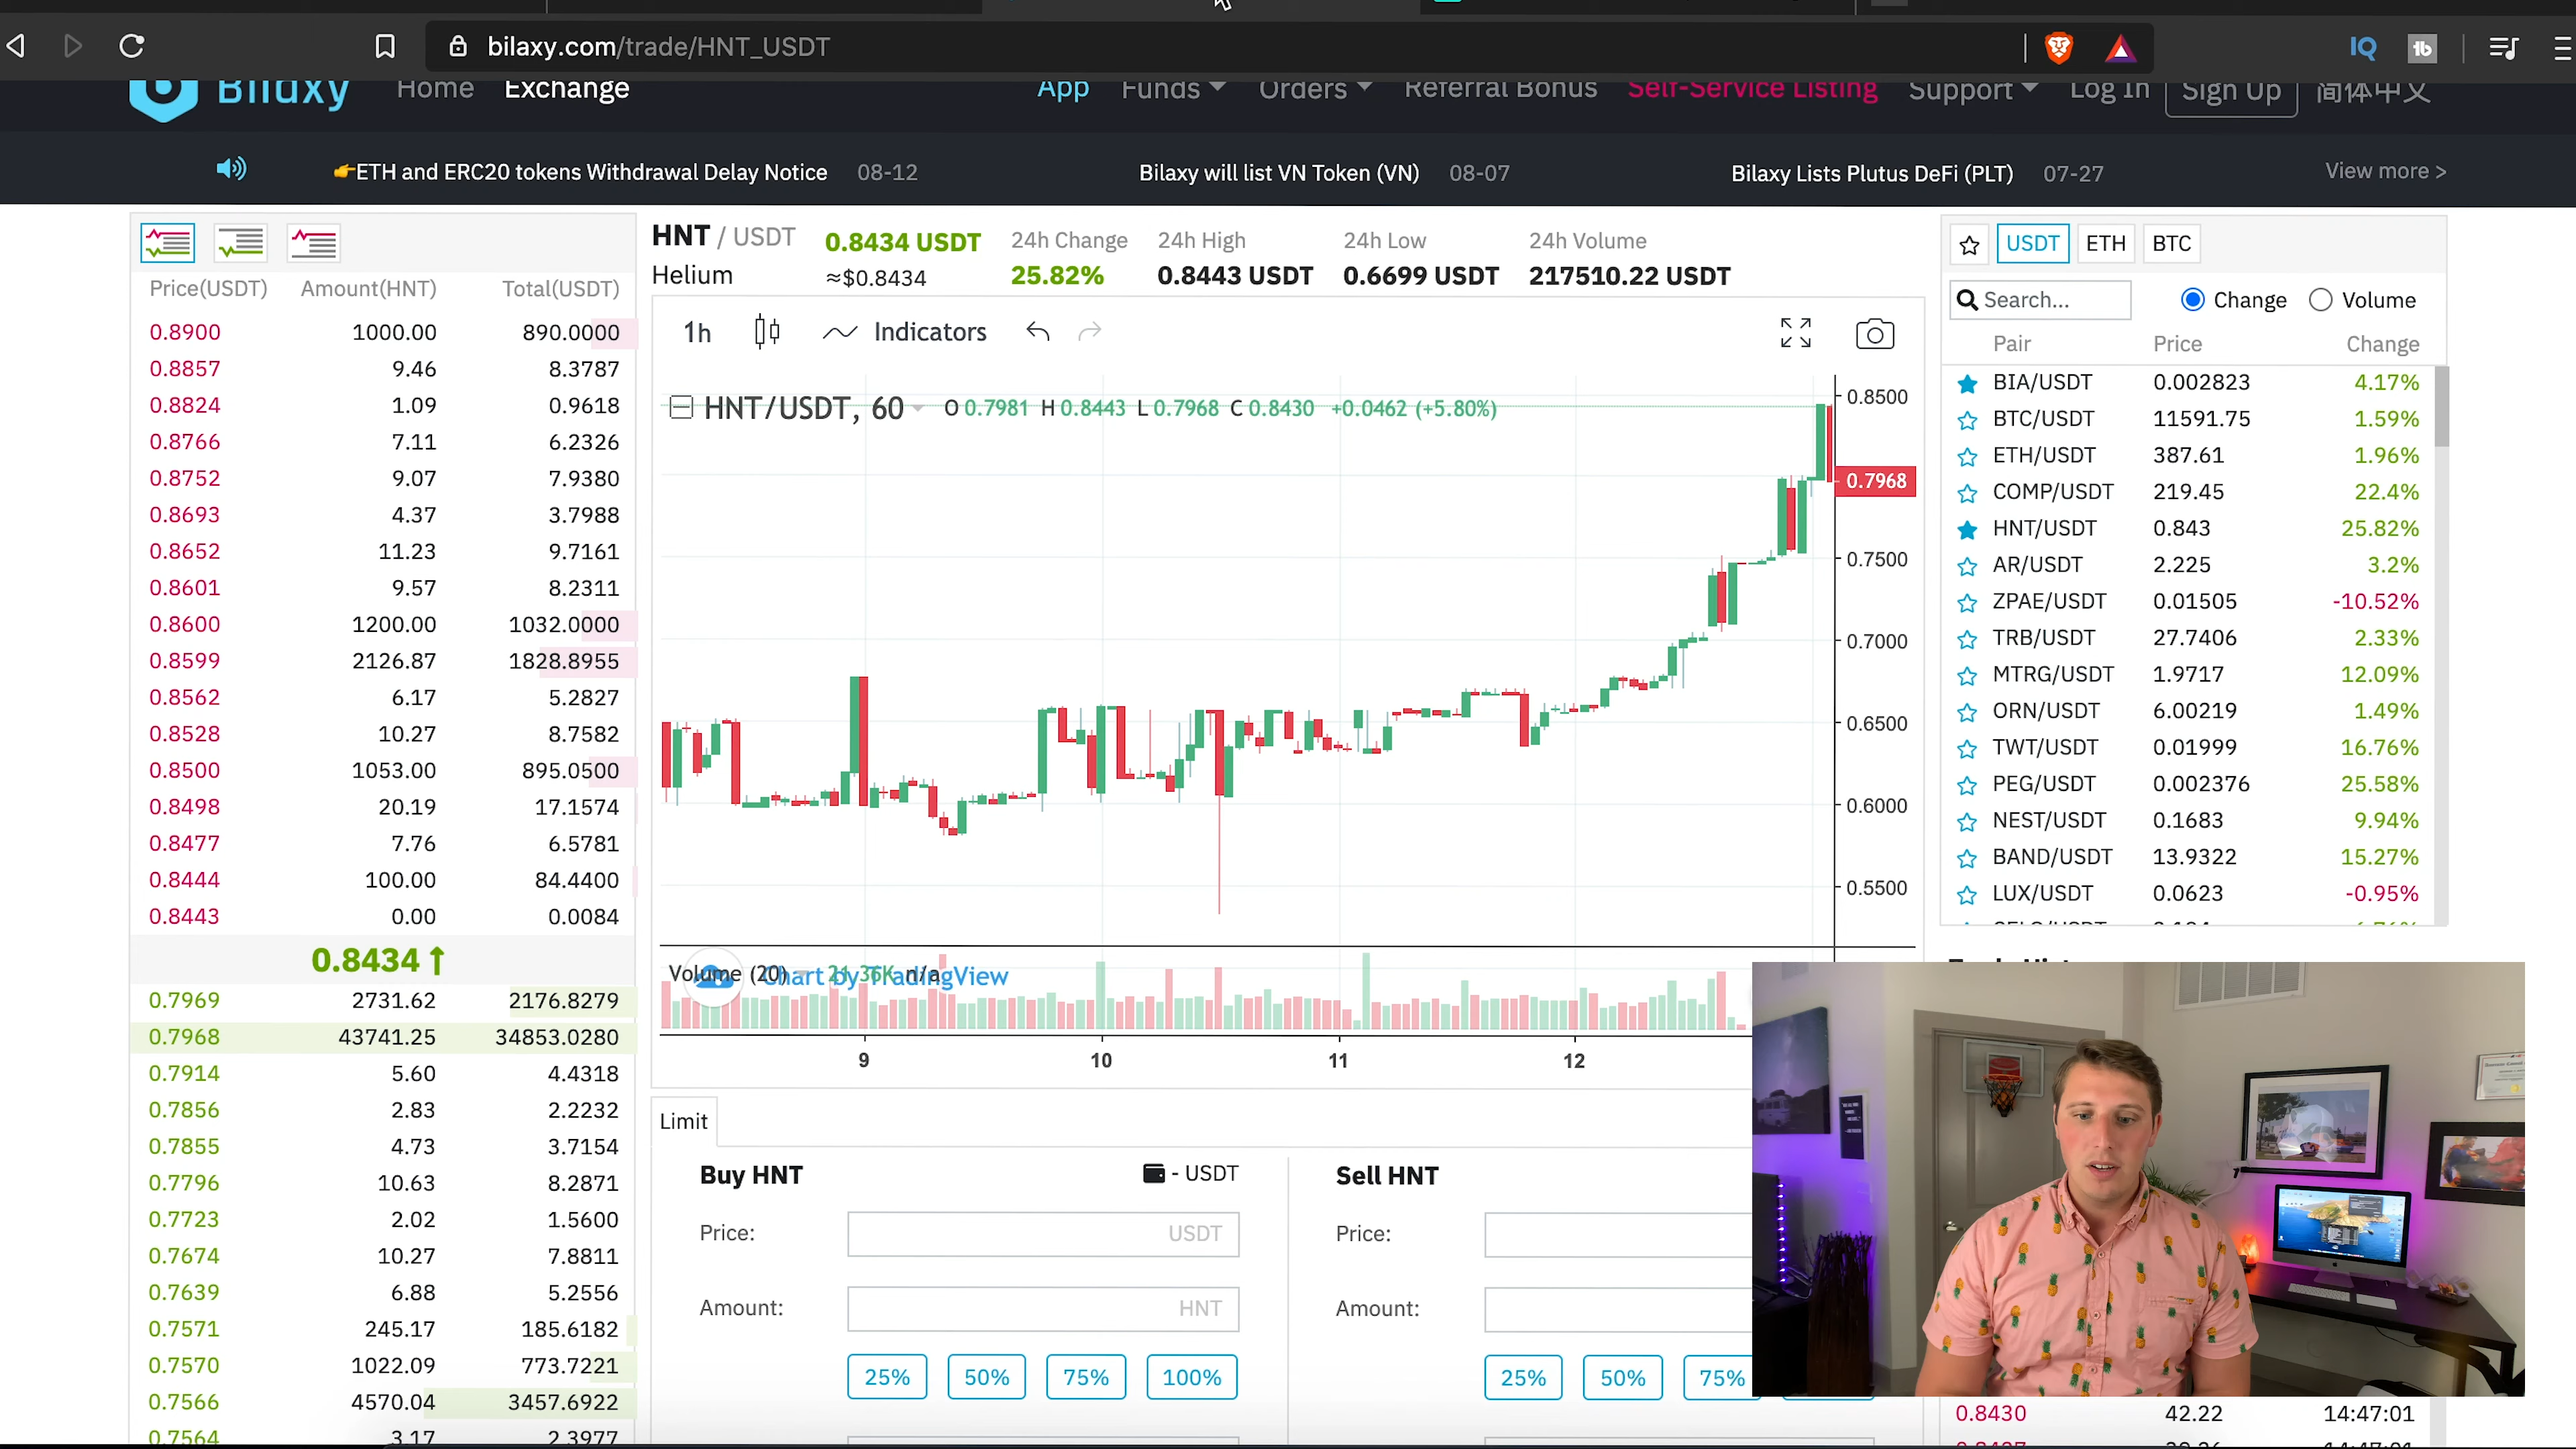 bilaxy.com/trade/HNT_USDT
Bilaxy Home Exchange App Funds Orders Referral Bonus Self-Service Listing Support Log In Sign Up 简体中文
👉ETH and ERC20 tokens Withdrawal Delay Notice 08-12 Bilaxy will list VN Token (VN) 08-07 Bilaxy Lists Plutus DeFi (PLT) 07-27 View more >
Price(USDT) Amount(HNT) Total(USDT)
0.8900 1000.00 890.0000
0.8857 9.46 8.3787
0.8824 1.09 0.9618
0.8766 7.11 6.2326
0.8752 9.07 7.9380
0.8693 4.37 3.7988
0.8652 11.23 9.7161
0.8601 9.57 8.2311
0.8600 1200.00 1032.0000
0.8599 2126.87 1828.8955
0.8562 6.17 5.2827
0.8528 10.27 8.7582
0.8500 1053.00 895.0500
0.8498 20.19 17.1574
0.8477 7.76 6.5781
0.8444 100.00 84.4400
0.8443 0.00 0.0084
0.8434↑
0.7969 2731.62 2176.8279
0.7968 43741.25 34853.0280
0.7914 5.60 4.4318
0.7856 2.83 2.2232
0.7855 4.73 3.7154
0.7796 10.63 8.2871
0.7723 2.02 1.5600
0.7674 10.27 7.8811
0.7639 6.88 5.2556
0.7571 245.17 185.6182
0.7570 1022.09 773.7221
0.7566 4570.04 3457.6922
0.7564 3.17 2.3977
HNT / USDT 0.8434 USDT 24h Change 24h High 24h Low 24h Volume
Helium ≈$0.8434 25.82% 0.8443 USDT 0.6699 USDT 217510.22 USDT
1h Indicators
HNT/USDT, 60 O 0.7981 H 0.8443 L 0.7968 C 0.8430 +0.0462 (+5.80%)
0.8500
0.7968
0.7500
0.7000
0.6500
0.6000
0.5500
Volume (20) 21.36K n/a
Chart by TradingView
9 10 11 12
Limit
Buy HNT - USDT
Price: USDT
Amount: HNT
25% 50% 75% 100%
Sell HNT
Price:
Amount:
25% 50% 75%
USDT ETH BTC
Search... Change Volume
Pair Price Change
BIA/USDT 0.002823 4.17%
BTC/USDT 11591.75 1.59%
ETH/USDT 387.61 1.96%
COMP/USDT 219.45 22.4%
HNT/USDT 0.843 25.82%
AR/USDT 2.225 3.2%
ZPAE/USDT 0.01505 -10.52%
TRB/USDT 27.7406 2.33%
MTRG/USDT 1.9717 12.09%
ORN/USDT 6.00219 1.49%
TWT/USDT 0.01999 16.76%
PEG/USDT 0.002376 25.58%
NEST/USDT 0.1683 9.94%
BAND/USDT 13.9322 15.27%
LUX/USDT 0.0623 -0.95%
0.8430 42.22 14:47:01